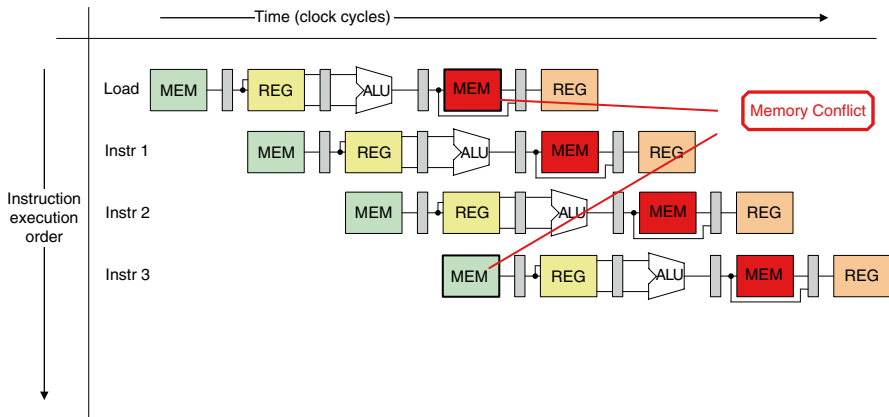 Time (clock cycles)
Load
MEM REG ALU MEM REG
Memory Conflict
Instr 1
MEM REG ALU MEM REG
Instruction
execution
order
Instr 2
MEM REG ALU MEM REG
Instr 3
MEM REG ALU MEM REG